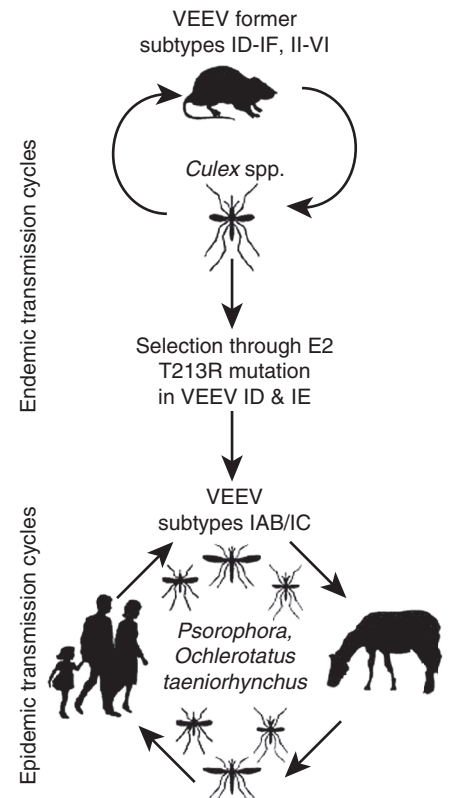 VEEV former
subtypes ID-IF, II-VI
Endemic transmission cycles
Culex spp.
Selection through E2
T213R mutation
in VEEV ID & IE
VEEV
subtypes IAB/IC
Epidemic transmission cycles
Psorophora,
Ochlerotatus
taeniorhynchus